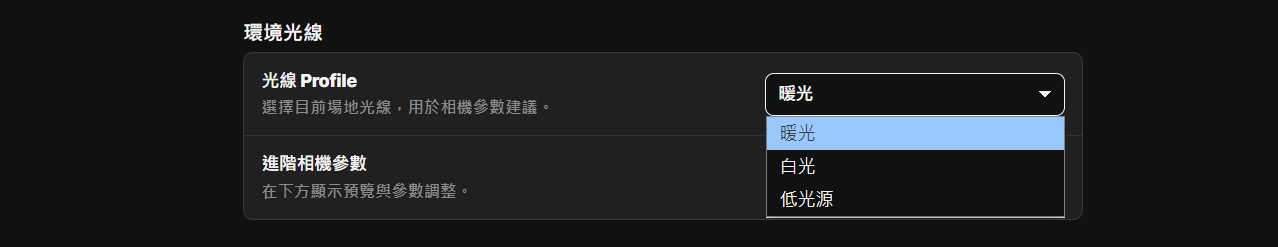 環境光線
光線 Profile
選擇目前場地光線，用於相機參數建議。
暖光
暖光
白光
低光源
進階相機參數
在下方顯示預覽與參數調整。